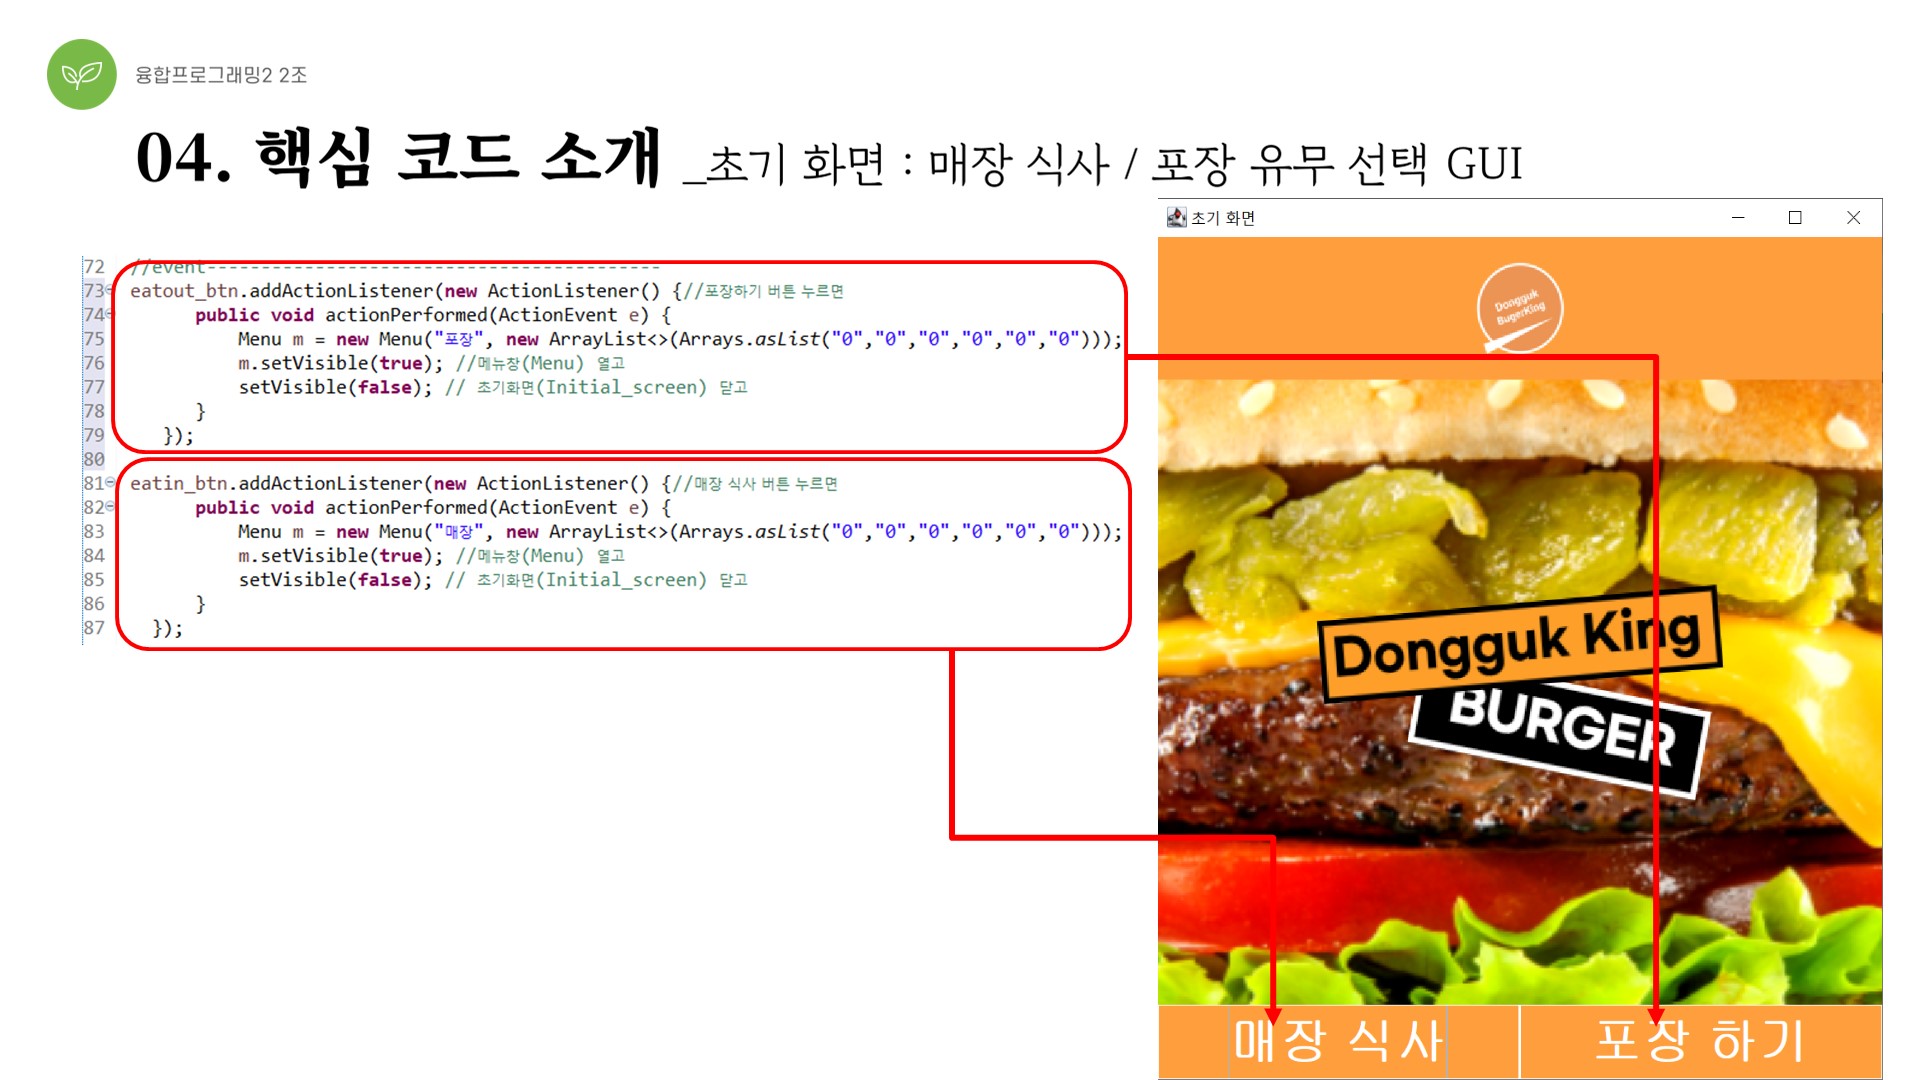 융합프로그래밍2 2조
04. 핵심 코드 소개 _초기 화면 : 매장 식사 / 포장 유무 선택 GUI
72 //event------------------------------------------
73 eatout_btn.addActionListener(new ActionListener() {//포장하기 버튼 누르면
74 public void actionPerformed(ActionEvent e) {
75 Menu m = new Menu("포장", new ArrayList<>(Arrays.asList("0","0","0","0","0","0")));
76 m.setVisible(true); //메뉴창(Menu) 열고
77 setVisible(false); // 초기화면(Initial_screen) 닫고
78 }
79 });
80
81 eatin_btn.addActionListener(new ActionListener() {//매장 식사 버튼 누르면
82 public void actionPerformed(ActionEvent e) {
83 Menu m = new Menu("매장", new ArrayList<>(Arrays.asList("0","0","0","0","0","0")));
84 m.setVisible(true); //메뉴창(Menu) 열고
85 setVisible(false); // 초기화면(Initial_screen) 닫고
86 }
87 });
초기 화면
Dongguk
BugerKing
Dongguk King
BURGER
매장 식사
포장 하기